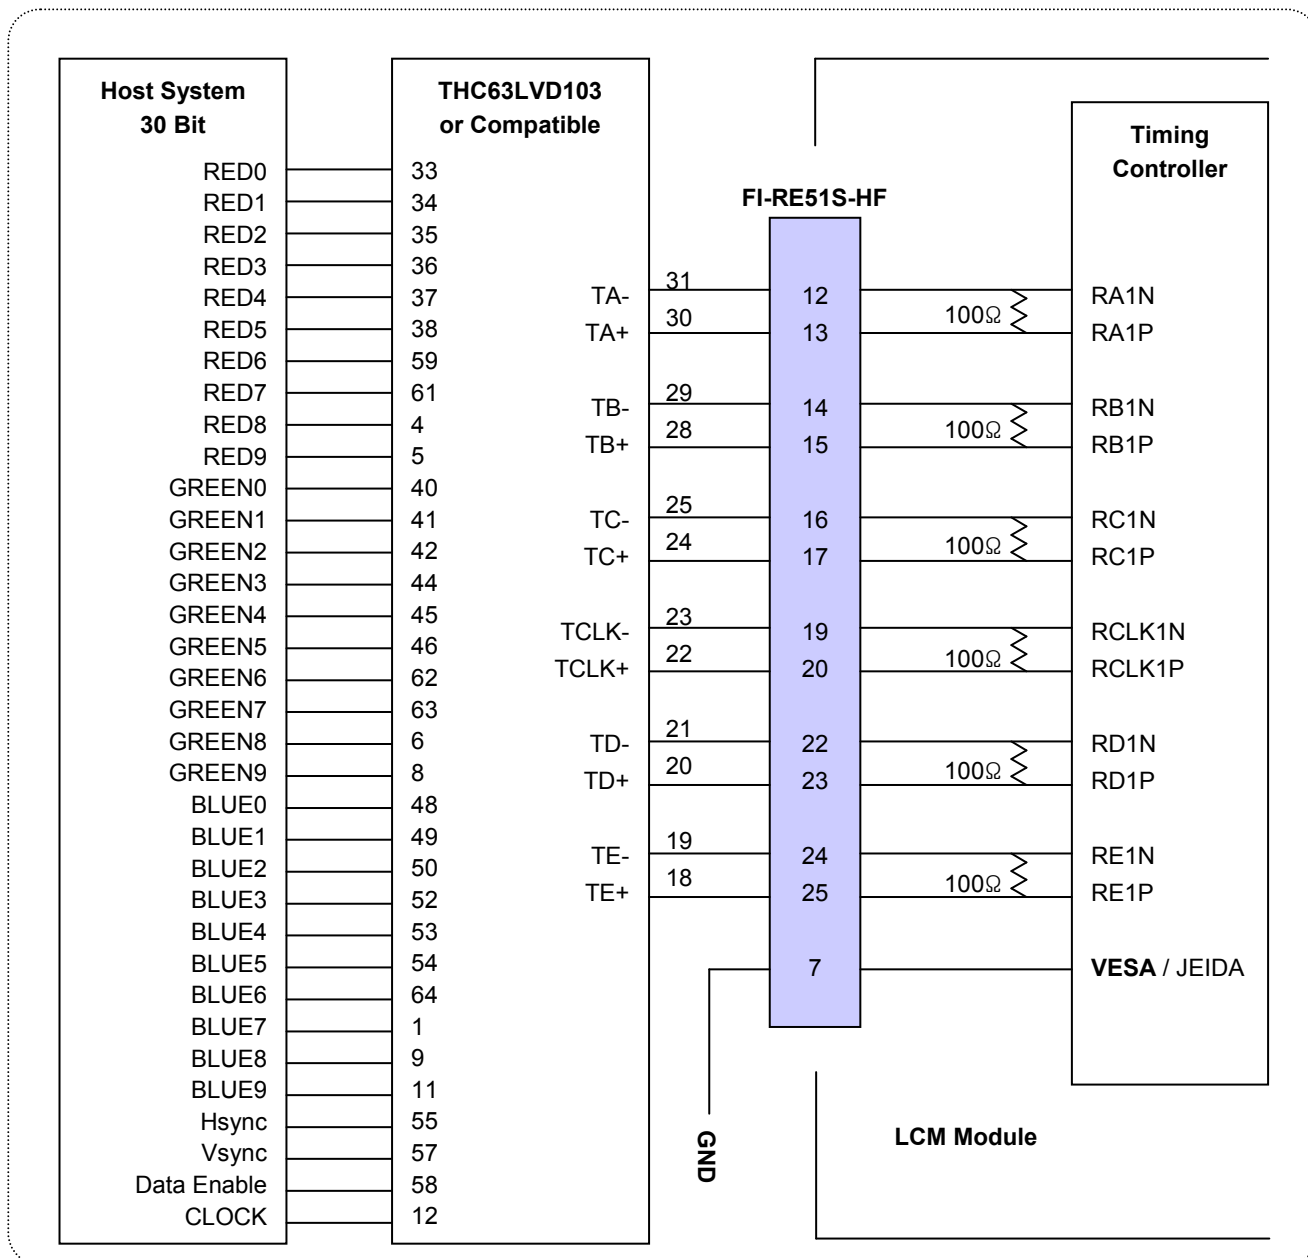 Host System
30 Bit
RED0
RED1
RED2
RED3
RED4
RED5
RED6
RED7
RED8
RED9
GREEN0
GREEN1
GREEN2
GREEN3
GREEN4
GREEN5
GREEN6
GREEN7
GREEN8
GREEN9
BLUE0
BLUE1
BLUE2
BLUE3
BLUE4
BLUE5
BLUE6
BLUE7
BLUE8
BLUE9
Hsync
Vsync
Data Enable
CLOCK
THC63LVD103
or Compatible
33
34
35
36
37
38
59
61
4
5
40
41
42
44
45
46
62
63
6
8
48
49
50
52
53
54
64
1
9
11
55
57
58
12
TA-
TA+
TB-
TB+
TC-
TC+
TCLK-
TCLK+
TD-
TD+
TE-
TE+
31
30
29
28
25
24
23
22
21
20
19
18
GND
FI-RE51S-HF
12
13
14
15
16
17
19
20
22
23
24
25
7
100Ω
100Ω
100Ω
100Ω
100Ω
100Ω
Timing
Controller
RA1N
RA1P
RB1N
RB1P
RC1N
RC1P
RCLK1N
RCLK1P
RD1N
RD1P
RE1N
RE1P
VESA / JEIDA
LCM Module